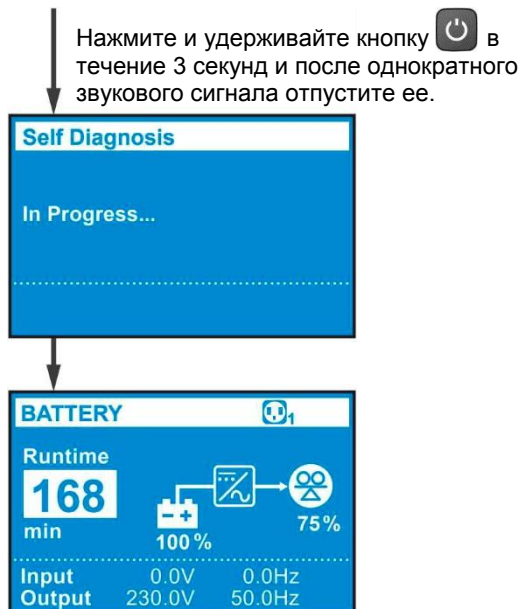 Нажмите и удерживайте кнопку в
течение 3 секунд и после однократного
звукового сигнала отпустите ее.
Self Diagnosis
In Progress...
BATTERY 1
Runtime
168
min
100%
75%
Input 0.0V 0.0Hz
Output 230.0V 50.0Hz